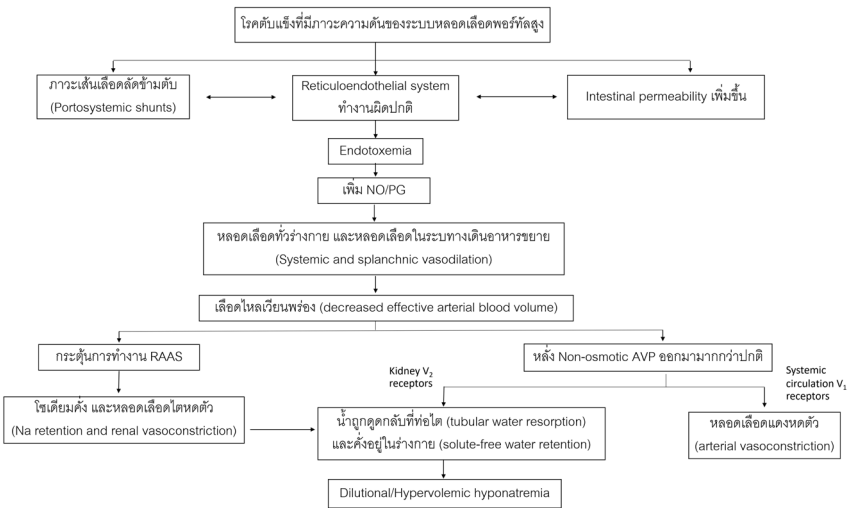 โรคตับแข็งที่มีภาวะความดันของระบบหลอดเลือดพอร์ทัลสูง
ภาวะเส้นเลือดลัดข้ามตับ
(Portosystemic shunts)
Reticuloendothelial system
ทำงานผิดปกติ
Intestinal permeability เพิ่มขึ้น
Endotoxemia
เพิ่ม NO/PG
หลอดเลือดทั่วร่างกาย และหลอดเลือดในระบทางเดินอาหารขยาย
(Systemic and splanchnic vasodilation)
เลือดไหลเวียนพร่อง (decreased effective arterial blood volume)
กระตุ้นการทำงาน RAAS
หลั่ง Non-osmotic AVP ออกมามากกว่าปกติ
Kidney V2
receptors
Systemic
circulation V1
receptors
โซเดียมคั่ง และหลอดเลือดไตหดตัว
(Na retention and renal vasoconstriction)
น้ำถูกดูดกลับที่ท่อไต (tubular water resorption)
และคั่งอยู่ในร่างกาย (solute-free water retention)
หลอดเลือดแดงหดตัว
(arterial vasoconstriction)
Dilutional/Hypervolemic hyponatremia